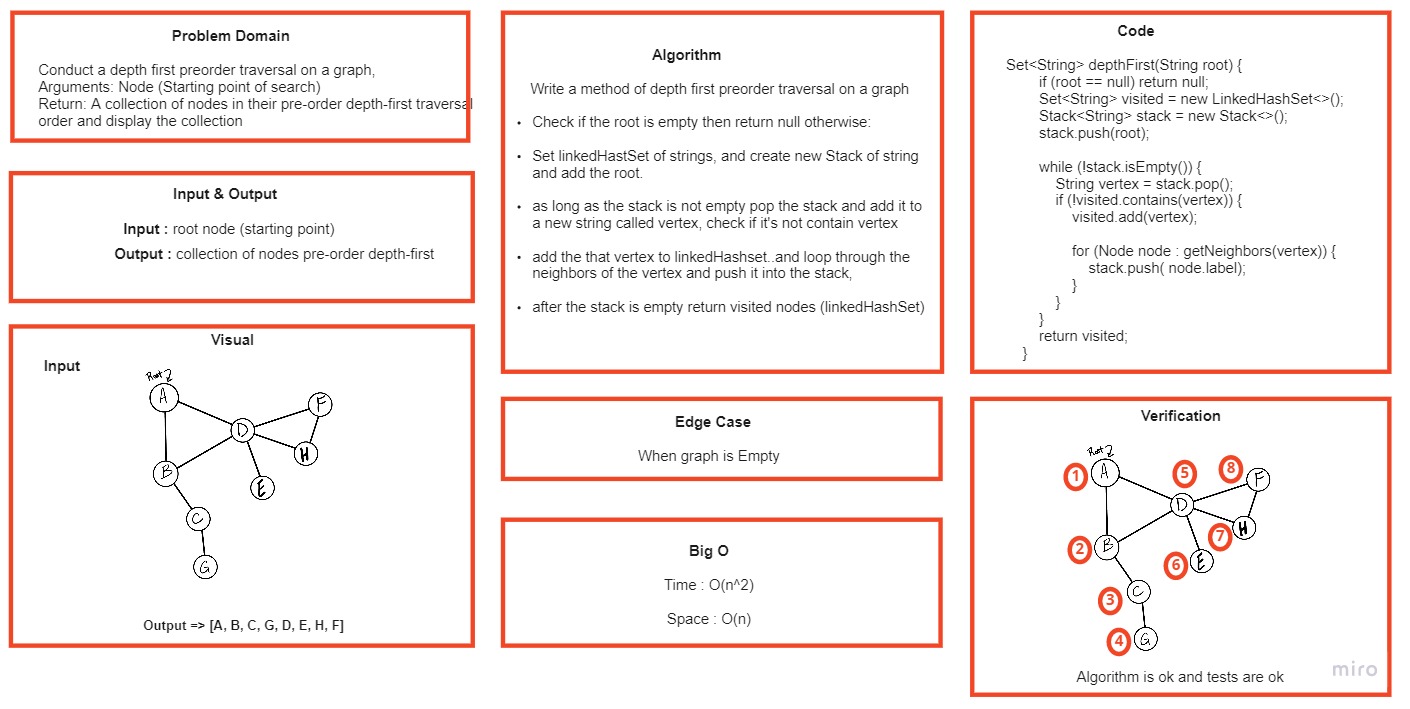 Problem Domain
Conduct a depth first preorder traversal on a graph,
Arguments: Node (Starting point of search)
Return: A collection of nodes in their pre-order depth-first traversal
order and display the collection
Input & Output
Input : root node (starting point)
Output : collection of nodes pre-order depth-first
Visual
Input
Root
A
F
D
H
B
E
C
G
Output => [A, B, C, G, D, E, H, F]
Algorithm
Write a method of depth first preorder traversal on a graph
• Check if the root is empty then return null otherwise:
• Set linkedHastSet of strings, and create new Stack of string
and add the root.
• as long as the stack is not empty pop the stack and add it to
a new string called vertex, check if it's not contain vertex
• add the that vertex to linkedHashset..and loop through the
neighbors of the vertex and push it into the stack,
• after the stack is empty return visited nodes (linkedHashSet)
Edge Case
When graph is Empty
Big O
Time : O(n^2)
Space : O(n)
Code
Set<String> depthFirst(String root) {
if (root == null) return null;
Set<String> visited = new LinkedHashSet<>();
Stack<String> stack = new Stack<>();
stack.push(root);
while (!stack.isEmpty()) {
String vertex = stack.pop();
if (!visited.contains(vertex)) {
visited.add(vertex);
for (Node node : getNeighbors(vertex)) {
stack.push( node.label);
}
}
}
return visited;
}
Verification
Root
1 A 5 8 F
D
2 B 7 H
6 E
3 C
4 G
Algorithm is ok and tests are ok
miro